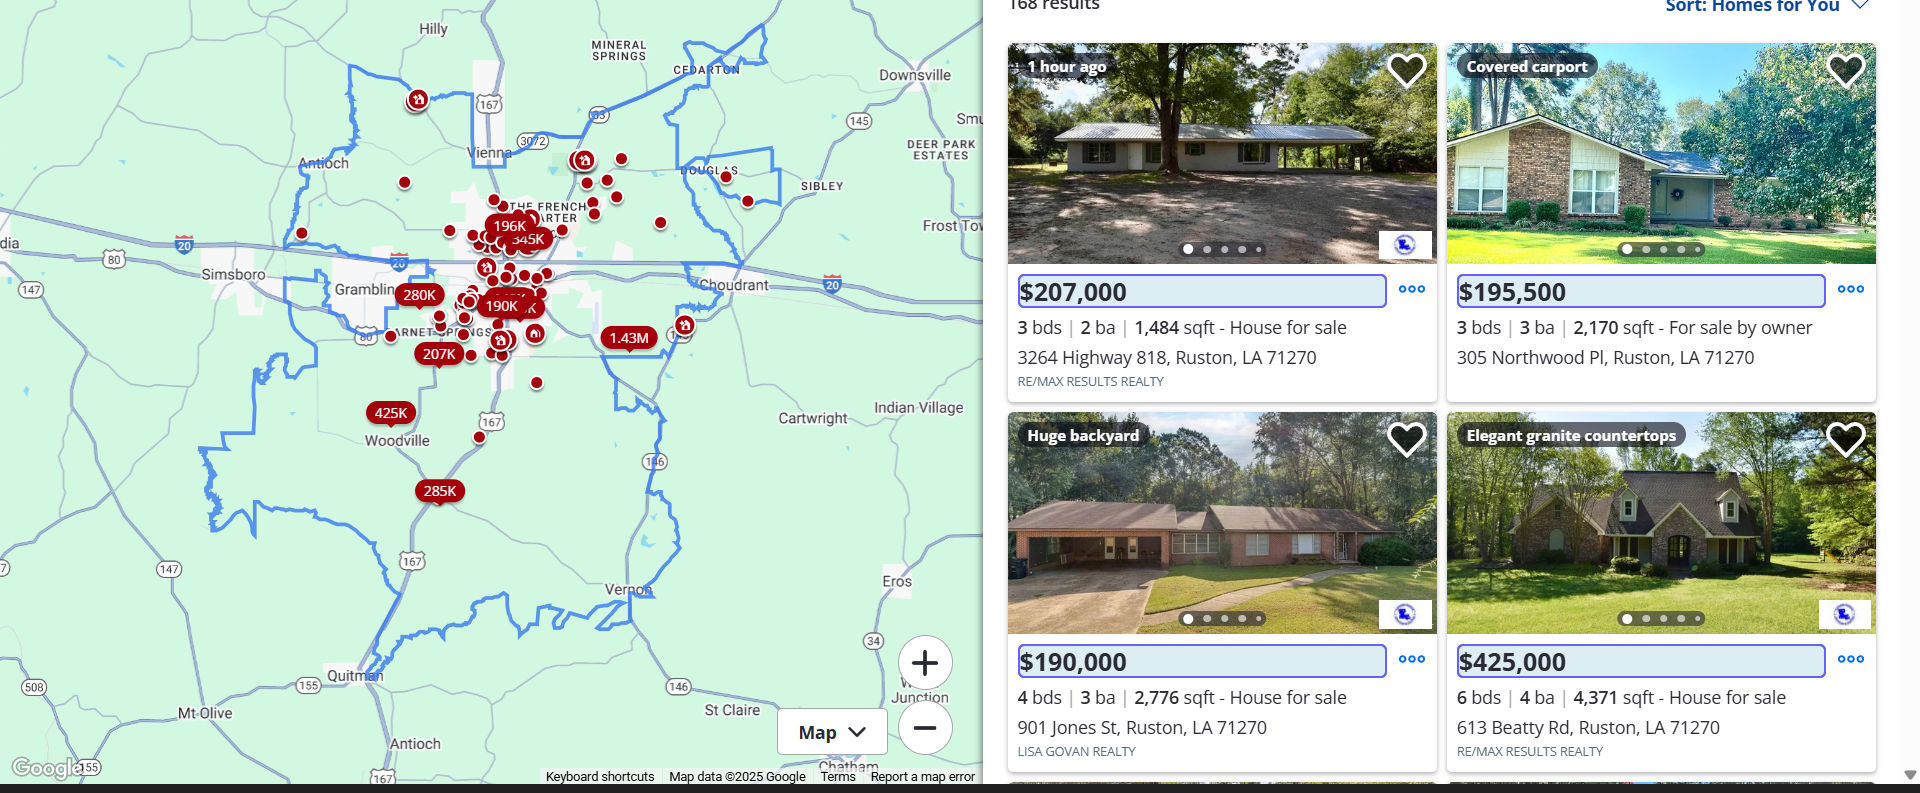 Hilly
MINERAL
SPRINGS
CEDARTON
Downsville
167
33
145
3072
DEER PARK
ESTATES
Vienna
Antioch
DOUGLAS
SIBLEY
THE FRENCH
196K
345K
Frost
20
80
Simsboro
20
147
Grambling
280K
Choudrant
20
190K
80
207K
1.43M
425K
Woodville
167
Cartwright
Indian Village
146
285K
167
147
Vernon
Eros
34
Quitman
155
146
508
Mt Olive
St Claire
Junction
Antioch
Map
Chatham
Google
155
167
Keyboard shortcuts
Map data ©2025 Google
Terms
Report a map error
168 results
Sort: Homes for You
1 hour ago
$207,000
3 bds | 2 ba | 1,484 sqft - House for sale
3264 Highway 818, Ruston, LA 71270
RE/MAX RESULTS REALTY
Covered carport
$195,500
3 bds | 3 ba | 2,170 sqft - For sale by owner
305 Northwood Pl, Ruston, LA 71270
Huge backyard
$190,000
4 bds | 3 ba | 2,776 sqft - House for sale
901 Jones St, Ruston, LA 71270
LISA GOVAN REALTY
Elegant granite countertops
$425,000
6 bds | 4 ba | 4,371 sqft - House for sale
613 Beatty Rd, Ruston, LA 71270
RE/MAX RESULTS REALTY